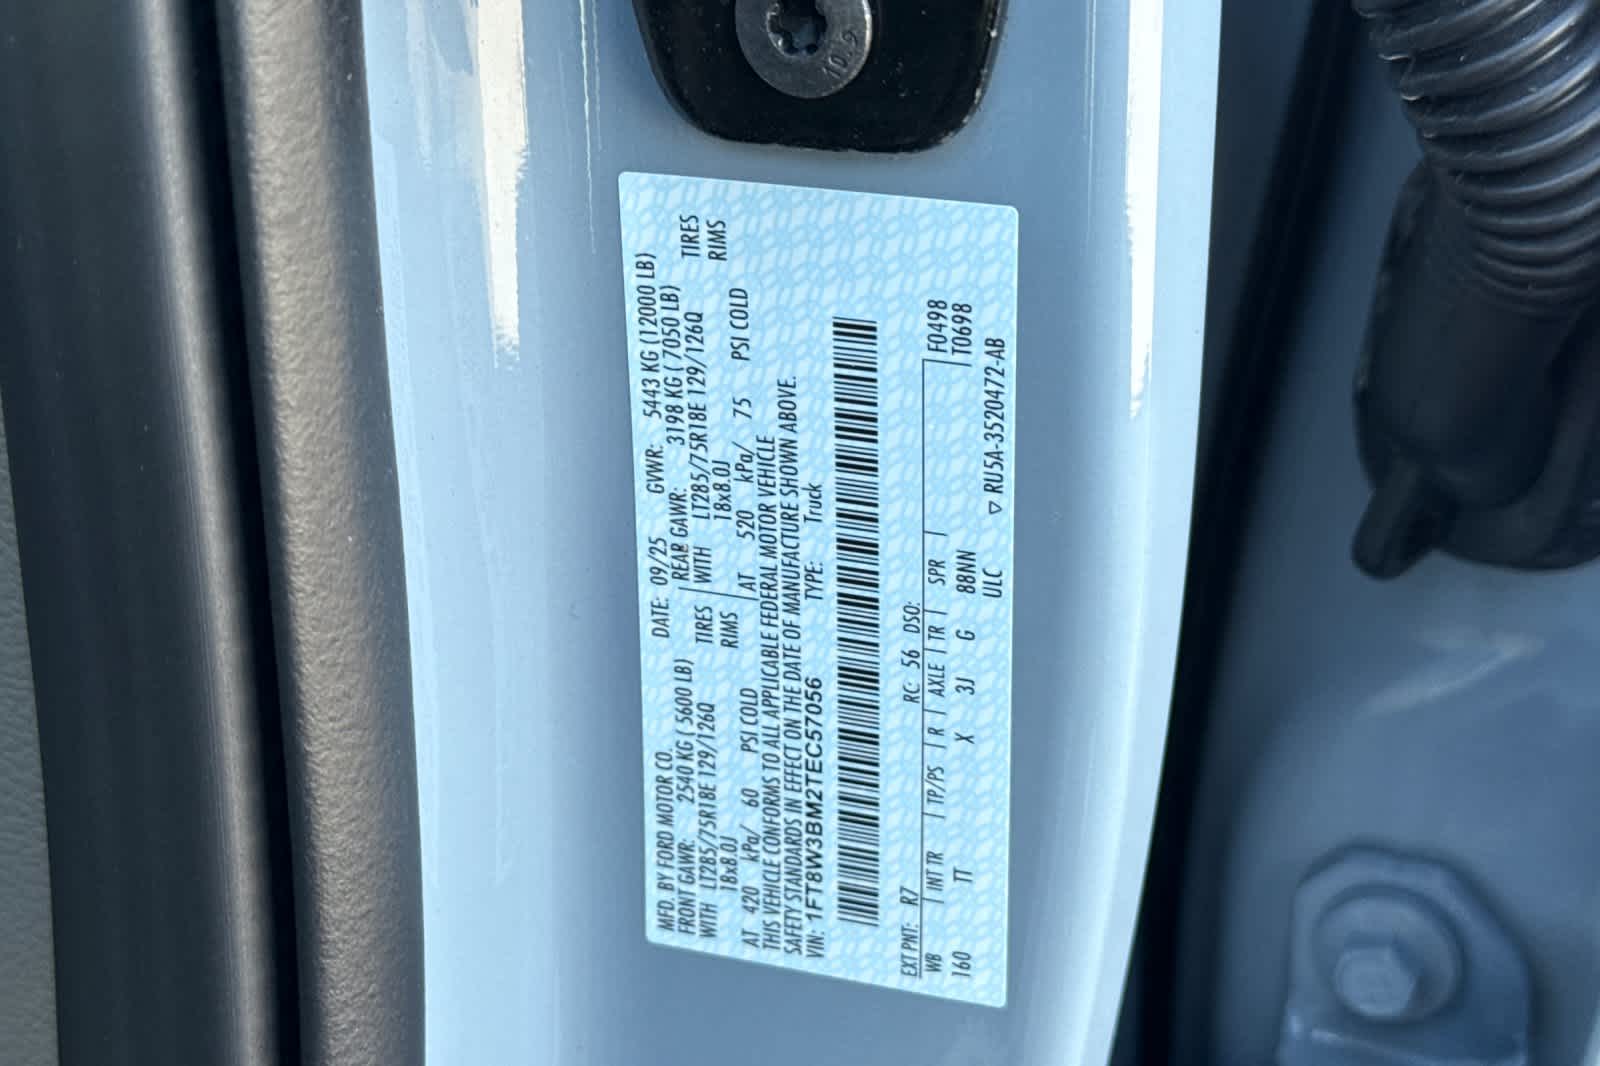 10.9
MFD. BY FORD MOTOR CO.
DATE: 09/25 GVWR: 5443 KG (12000 LB)
FRONT GAWR: 2540 KG ( 5600 LB)
REAR GAWR: 3198 KG ( 7050 LB)
WITH LT285/75R18E 129/126Q TIRES
WITH LT285/75R18E 129/126Q TIRES
18x8.0J RIMS
18x8.0J RIMS
AT 420 kPa/ 60 PSI COLD
AT 520 kPa/ 75 PSI COLD
THIS VEHICLE CONFORMS TO ALL APPLICABLE FEDERAL MOTOR VEHICLE
SAFETY STANDARDS IN EFFECT ON THE DATE OF MANUFACTURE SHOWN ABOVE.
VIN: 1FT8W3BM2TEC57056 TYPE: Truck
EXT PNT: R7 RC: 56 DSO: F0498
WB | INT TR | TP/PS | R | AXLE | TR | SPR | T0698
160 TT X 3J G 88NN
ULC ▽ RU5A-3520472-AB